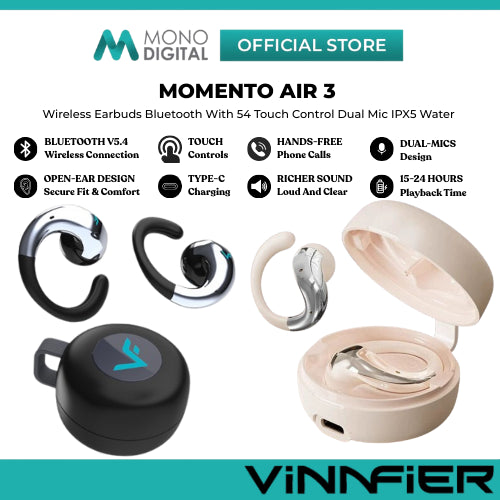 MONO
DIGITAL
OFFICIAL STORE
MOMENTO AIR 3
Wireless Earbuds Bluetooth With 54 Touch Control Dual Mic IPX5 Water
BLUETOOTH V5.4
Wireless Connection
TOUCH
Controls
HANDS-FREE
Phone Calls
DUAL-MICS
Design
OPEN-EAR DESIGN
Secure Fit & Comfort
TYPE-C
Charging
RICHER SOUND
Loud And Clear
15-24 HOURS
Playback Time
VINNFIER